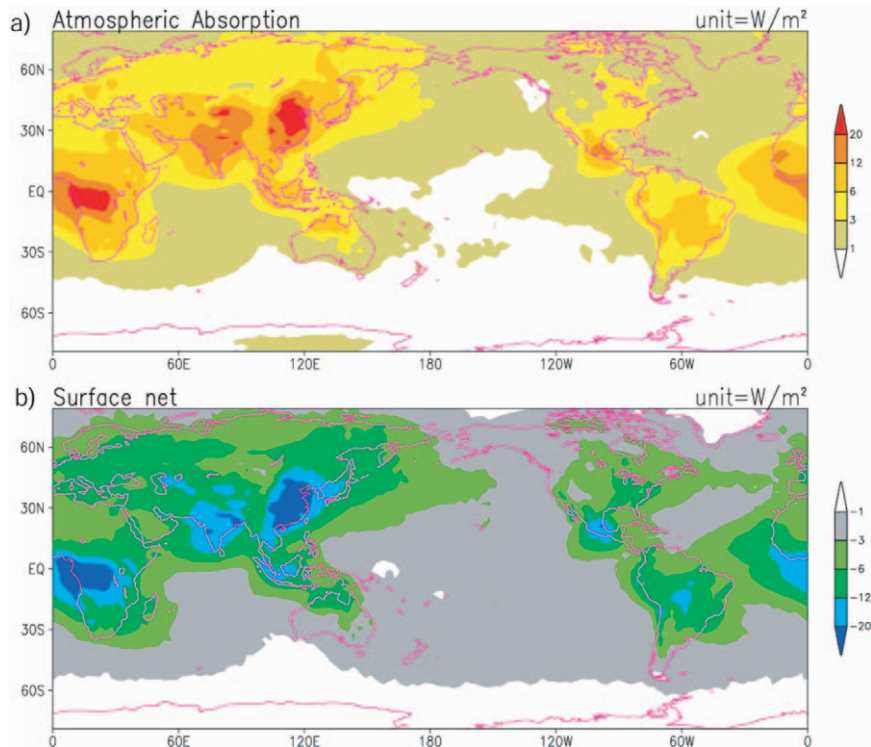 a) Atmospheric Absorption unit=W/m²
60N
30N
EQ
30S
60S
20
12
6
3
1
0 60E 120E 180 120W 60W 0
b) Surface net unit=W/m²
60N
30N
EQ
30S
60S
-1
-3
-6
-12
-20
0 60E 120E 180 120W 60W 0